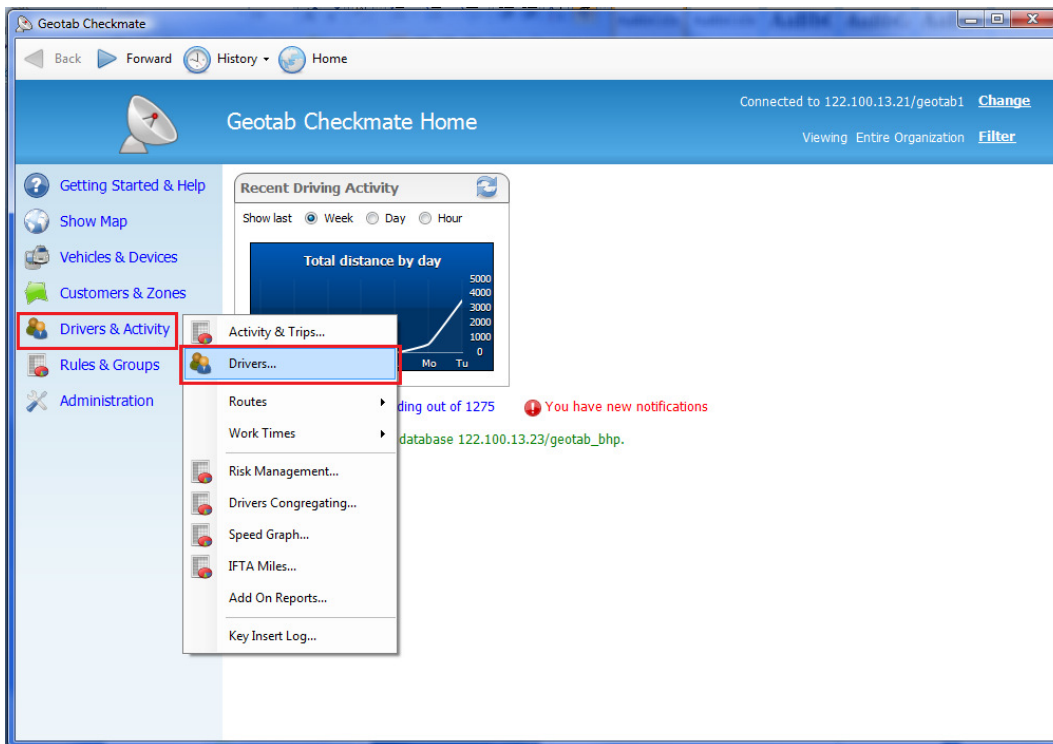 Geotab Checkmate
Back Forward History Home
Geotab Checkmate Home
Connected to 122.100.13.21/geotab1 Change
Viewing Entire Organization Filter
Getting Started & Help
Show Map
Vehicles & Devices
Customers & Zones
Drivers & Activity
Rules & Groups
Administration
Recent Driving Activity
Show last Week Day Hour
Total distance by day
5000
4000
3000
2000
1000
0
Mo Tu
Activity & Trips...
Drivers...
Routes
Work Times
Risk Management...
Drivers Congregating...
Speed Graph...
IFTA Miles...
Add On Reports...
Key Insert Log...
ding out of 1275 You have new notifications
database 122.100.13.23/geotab_bhp.